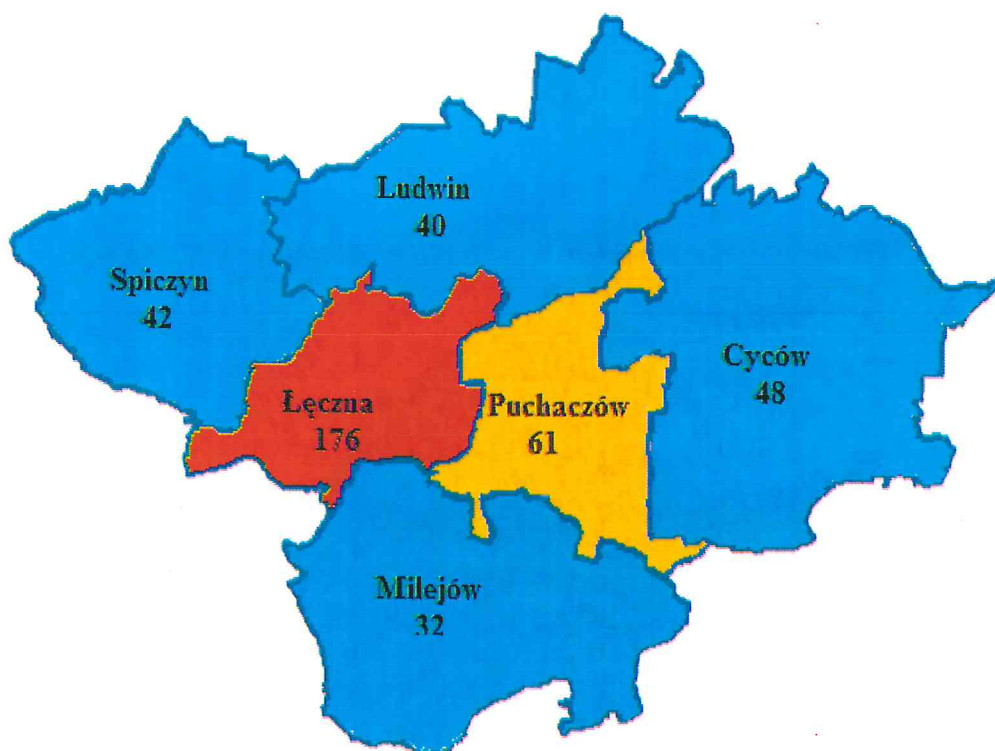 Ludwin
40
Spiczyn
42
Cyców
48
Łęczna
176
Puchaczów
61
Milejów
32